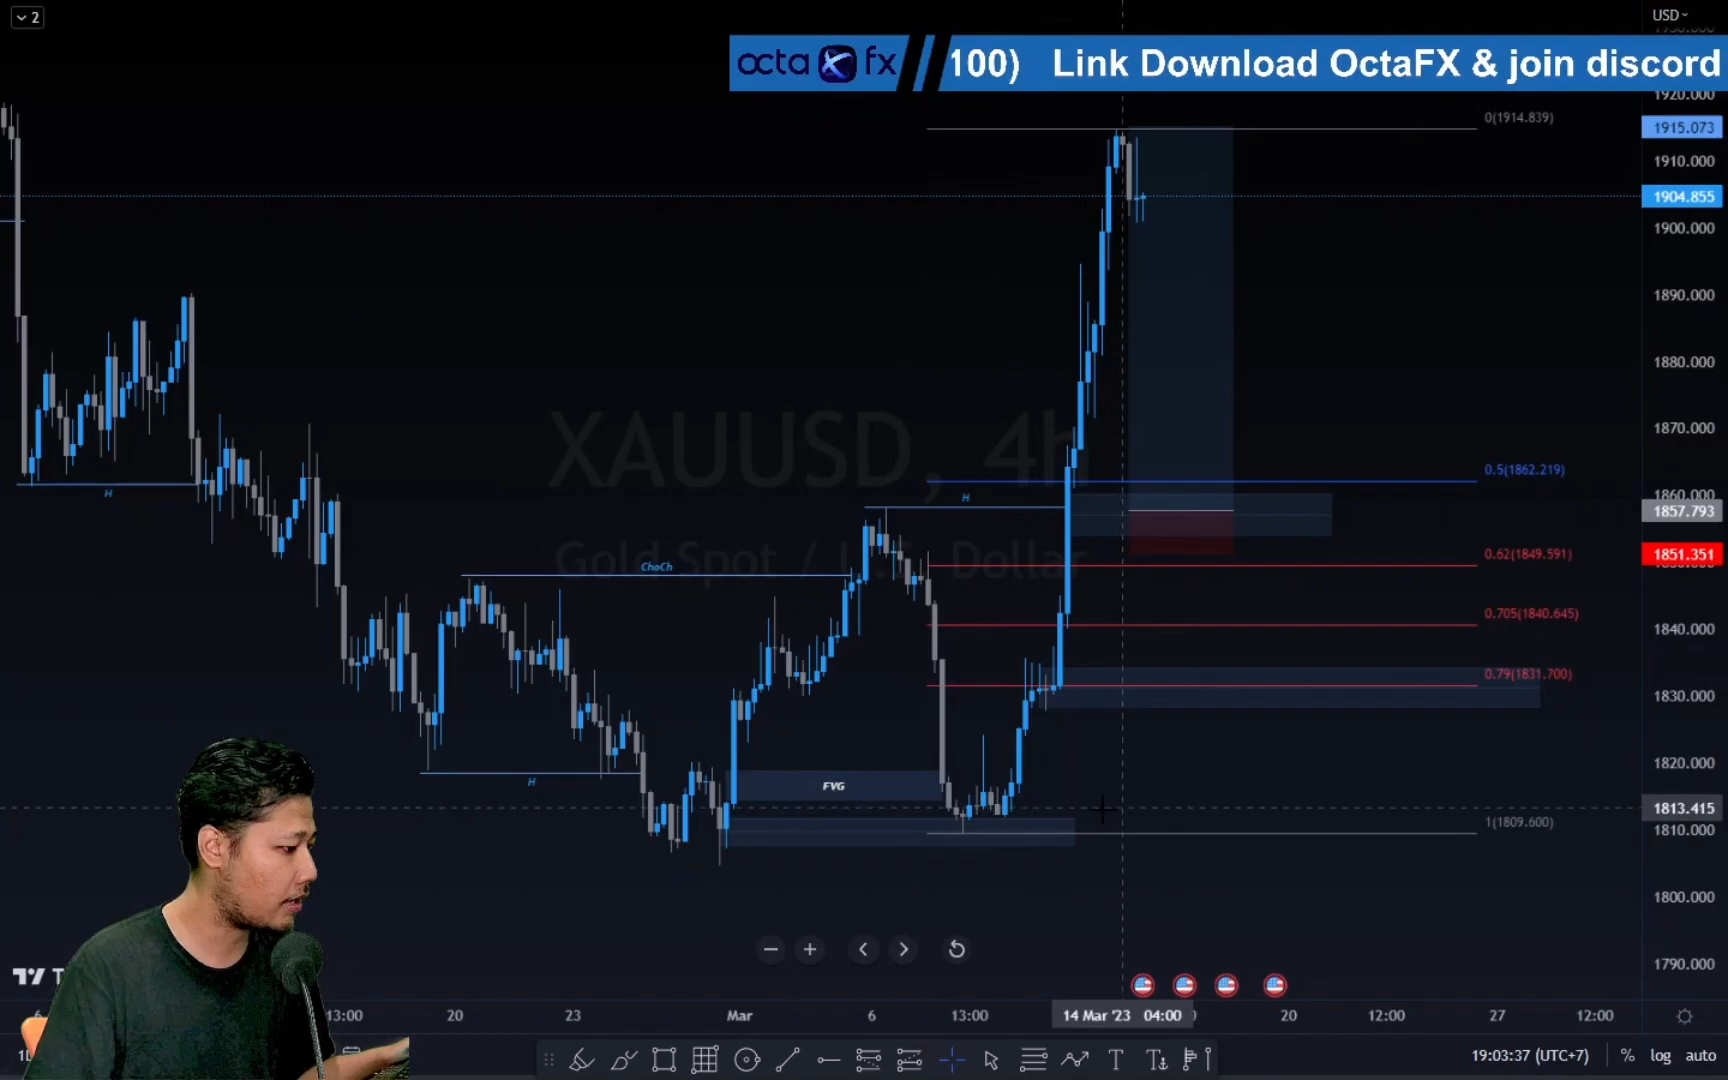 2
USD
octa fx
100) Link Download OctaFX & join discord
1920.000
0(1914.839)
1915.073
1910.000
1904.855
1900.000
1890.000
1880.000
XAUUSD, 4h
1870.000
0.5(1862.219)
H
H
1860.000
1857.793
Gold Spot / U.S. Dollar
ChoCh
0.62(1849.591)
1851.351
0.705(1840.645)
1840.000
0.79(1831.700)
1830.000
1820.000
H
FVG
1813.415
1(1809.600)
1810.000
1800.000
1790.000
13:00
20
23
Mar
6
13:00
14 Mar '23 04:00
20
12:00
27
12:00
19:03:37 (UTC+7)
%
log
auto